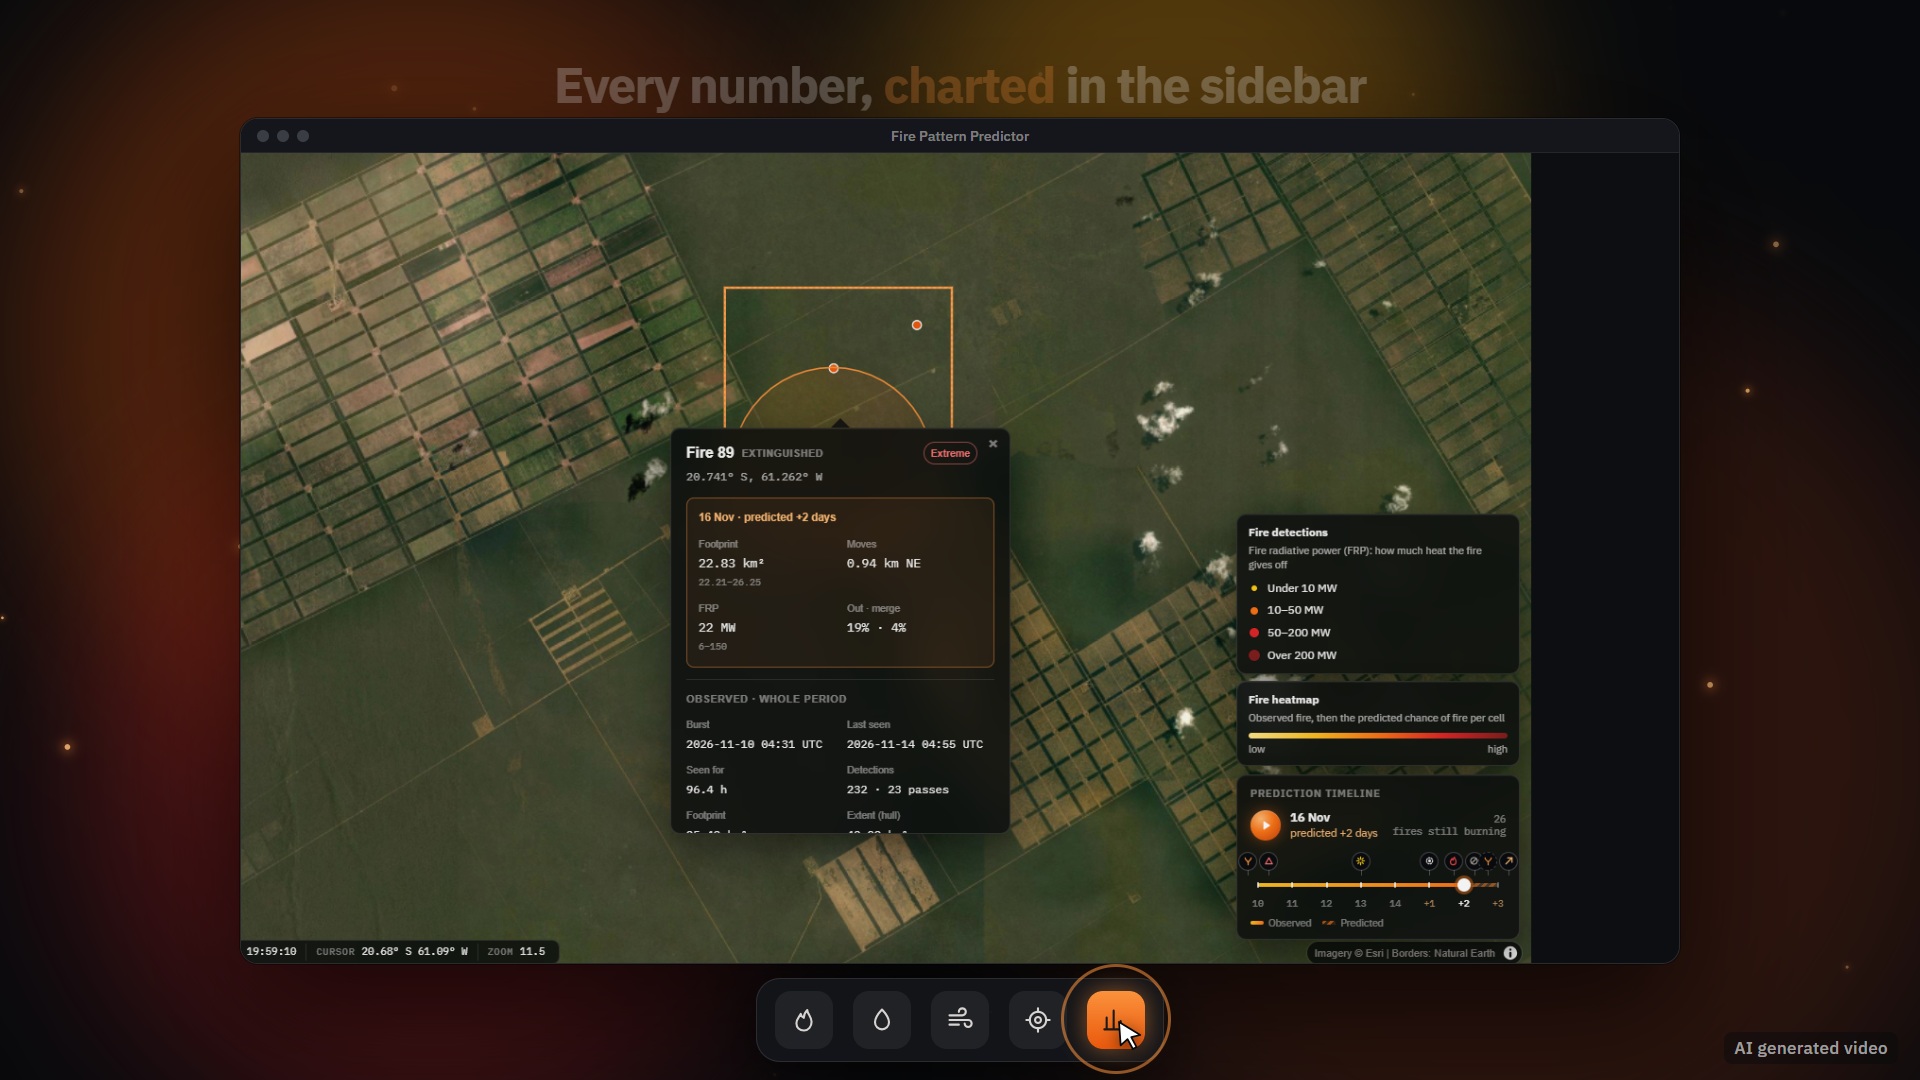 Every number, charted in the sidebar
Fire Pattern Predictor
Fire 89 EXTINGUISHED
Extreme
20.741° S, 61.262° W
16 Nov · predicted +2 days
Footprint Moves
22.83 km² 0.94 km NE
22.21–26.25
FRP Out · merge
22 MW 19% · 4%
6–150
OBSERVED · WHOLE PERIOD
Burst Last seen
2026-11-10 04:31 UTC 2026-11-14 04:55 UTC
Seen for Detections
96.4 h 232 · 23 passes
Footprint Extent (hull)
Fire detections
Fire radiative power (FRP): how much heat the fire
gives off
Under 10 MW
10–50 MW
50–200 MW
Over 200 MW
Fire heatmap
Observed fire, then the predicted chance of fire per cell
low high
PREDICTION TIMELINE
16 Nov 26
predicted +2 days fires still burning
10 11 12 13 14 +1 +2 +3
Observed Predicted
19:59:10 CURSOR 20.68° S 61.09° W ZOOM 11.5
Imagery © Esri | Borders: Natural Earth
AI generated video